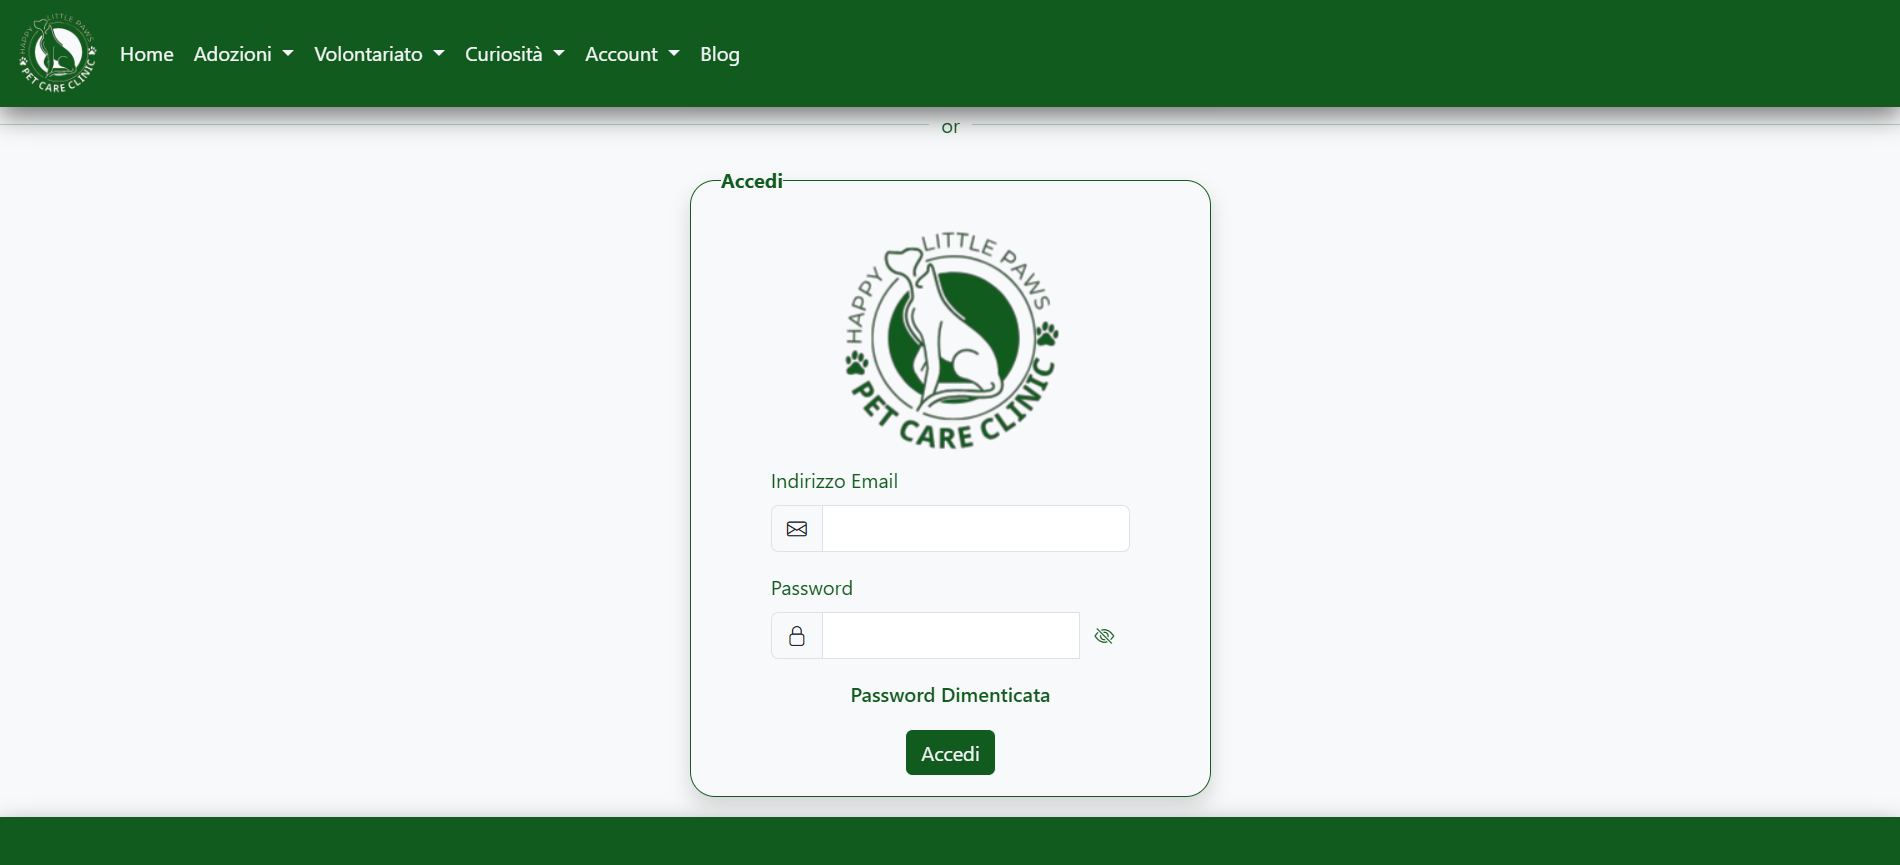 HAPPY LITTLE PAWS
PET CARE CLINIC
Home Adozioni Volontariato Curiosità Account Blog
or
Accedi
HAPPY LITTLE PAWS
PET CARE CLINIC
Indirizzo Email
Password
Password Dimenticata
Accedi